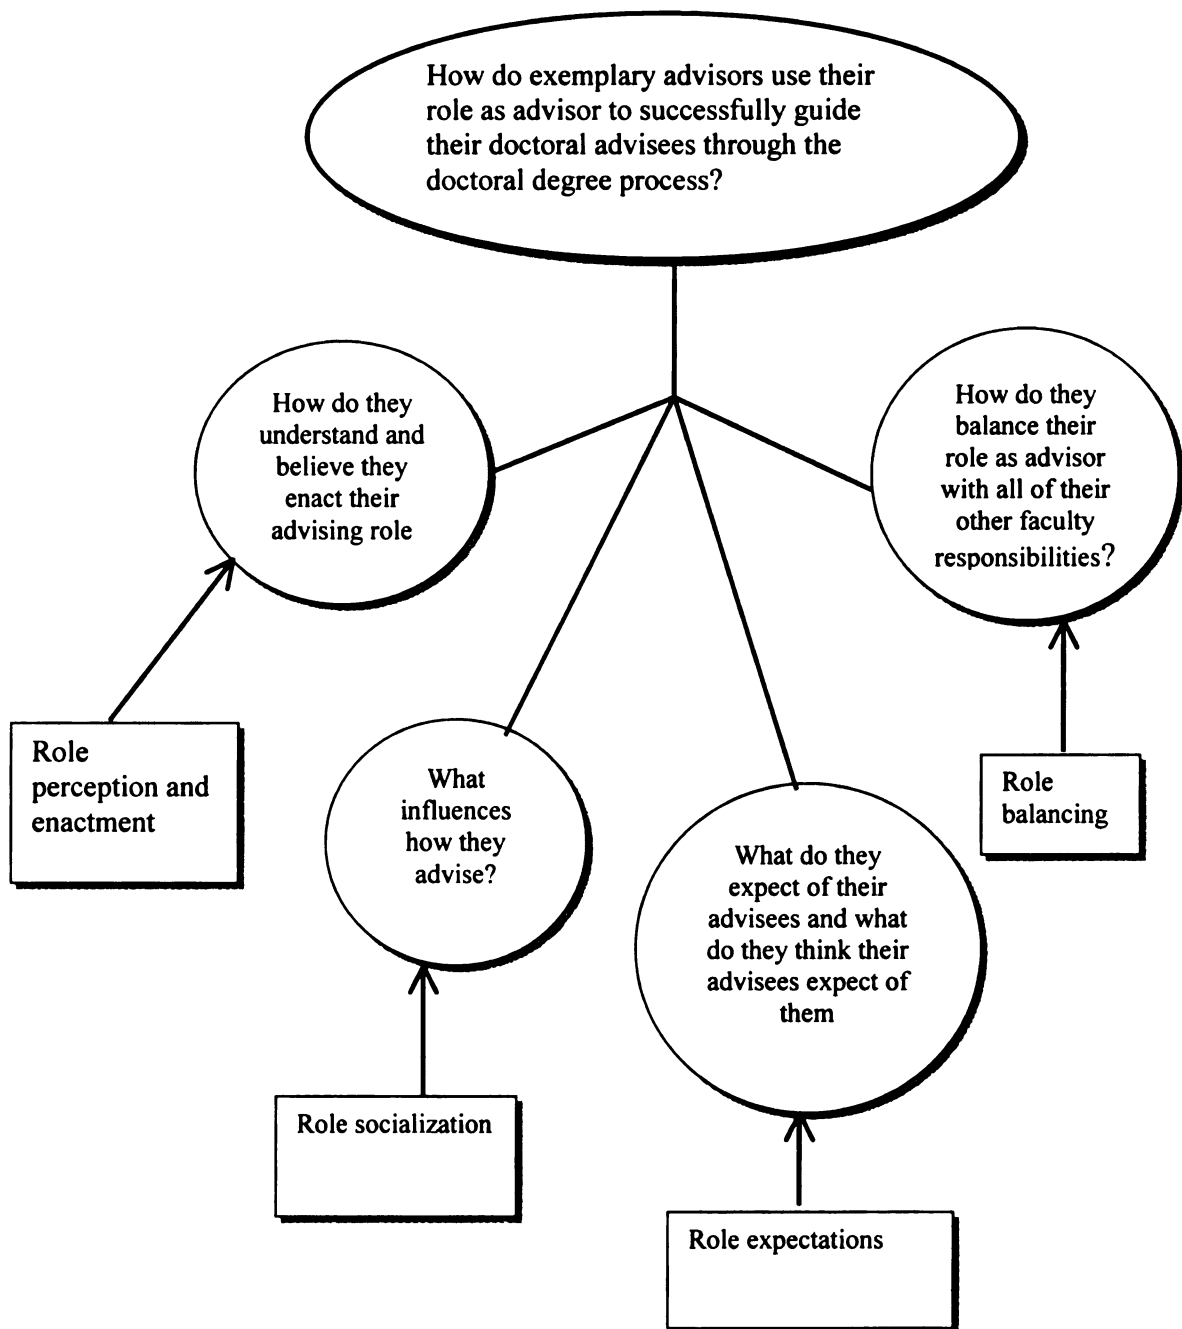 How do exemplary advisors use their
role as advisor to successfully guide
their doctoral advisees through the
doctoral degree process?
How do they
understand and
believe they
enact their
advising role
How do they
balance their
role as advisor
with all of their
other faculty
responsibilities?
Role
perception and
enactment
What
influences
how they
advise?
Role
balancing
What do they
expect of their
advisees and what
do they think their
advisees expect of
them
Role socialization
Role expectations